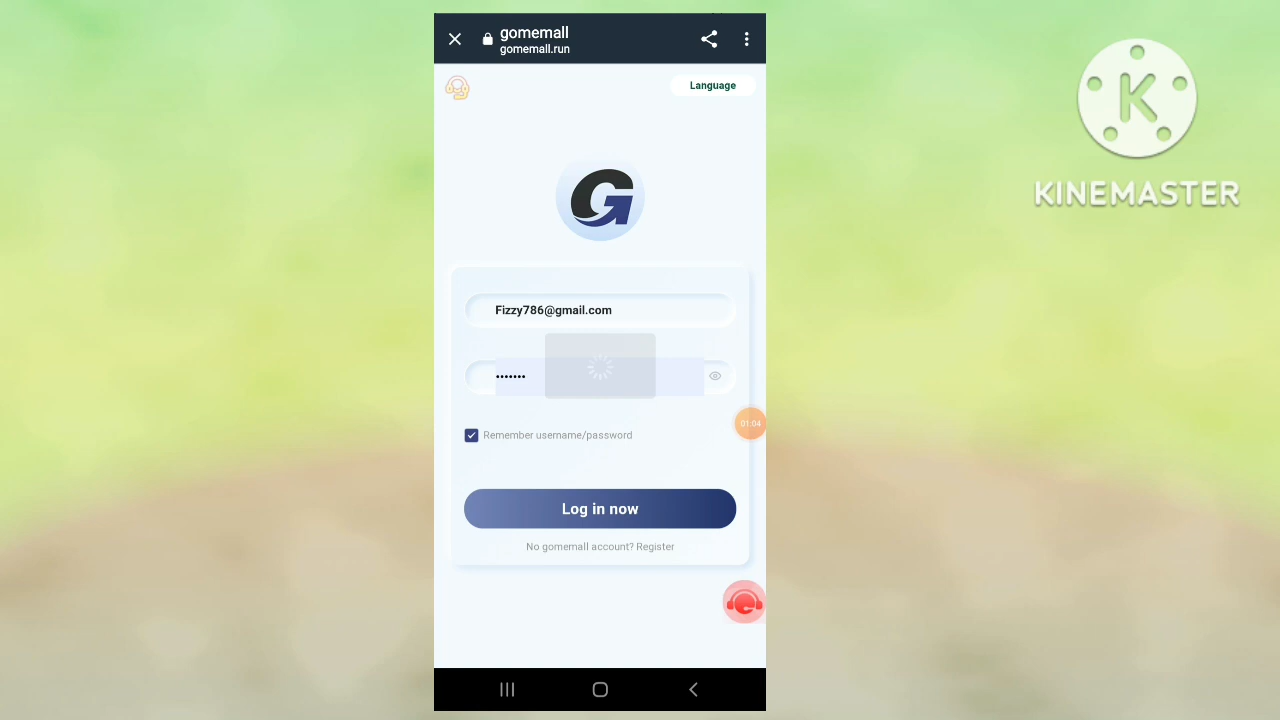 gomemall
gomemall.run
Language
K
KINEMASTER
G
Fizzy786@gmail.com
•••••••
01:04
Remember username/password
Log in now
No gomemall account? Register